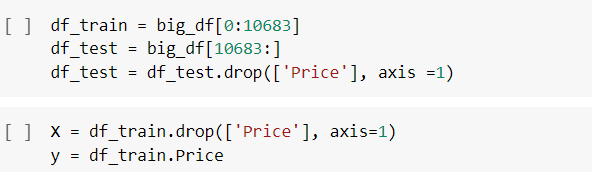 [ ] df_train = big_df[0:10683]
df_test = big_df[10683:]
df_test = df_test.drop(['Price'], axis =1)
[ ] X = df_train.drop(['Price'], axis=1)
y = df_train.Price